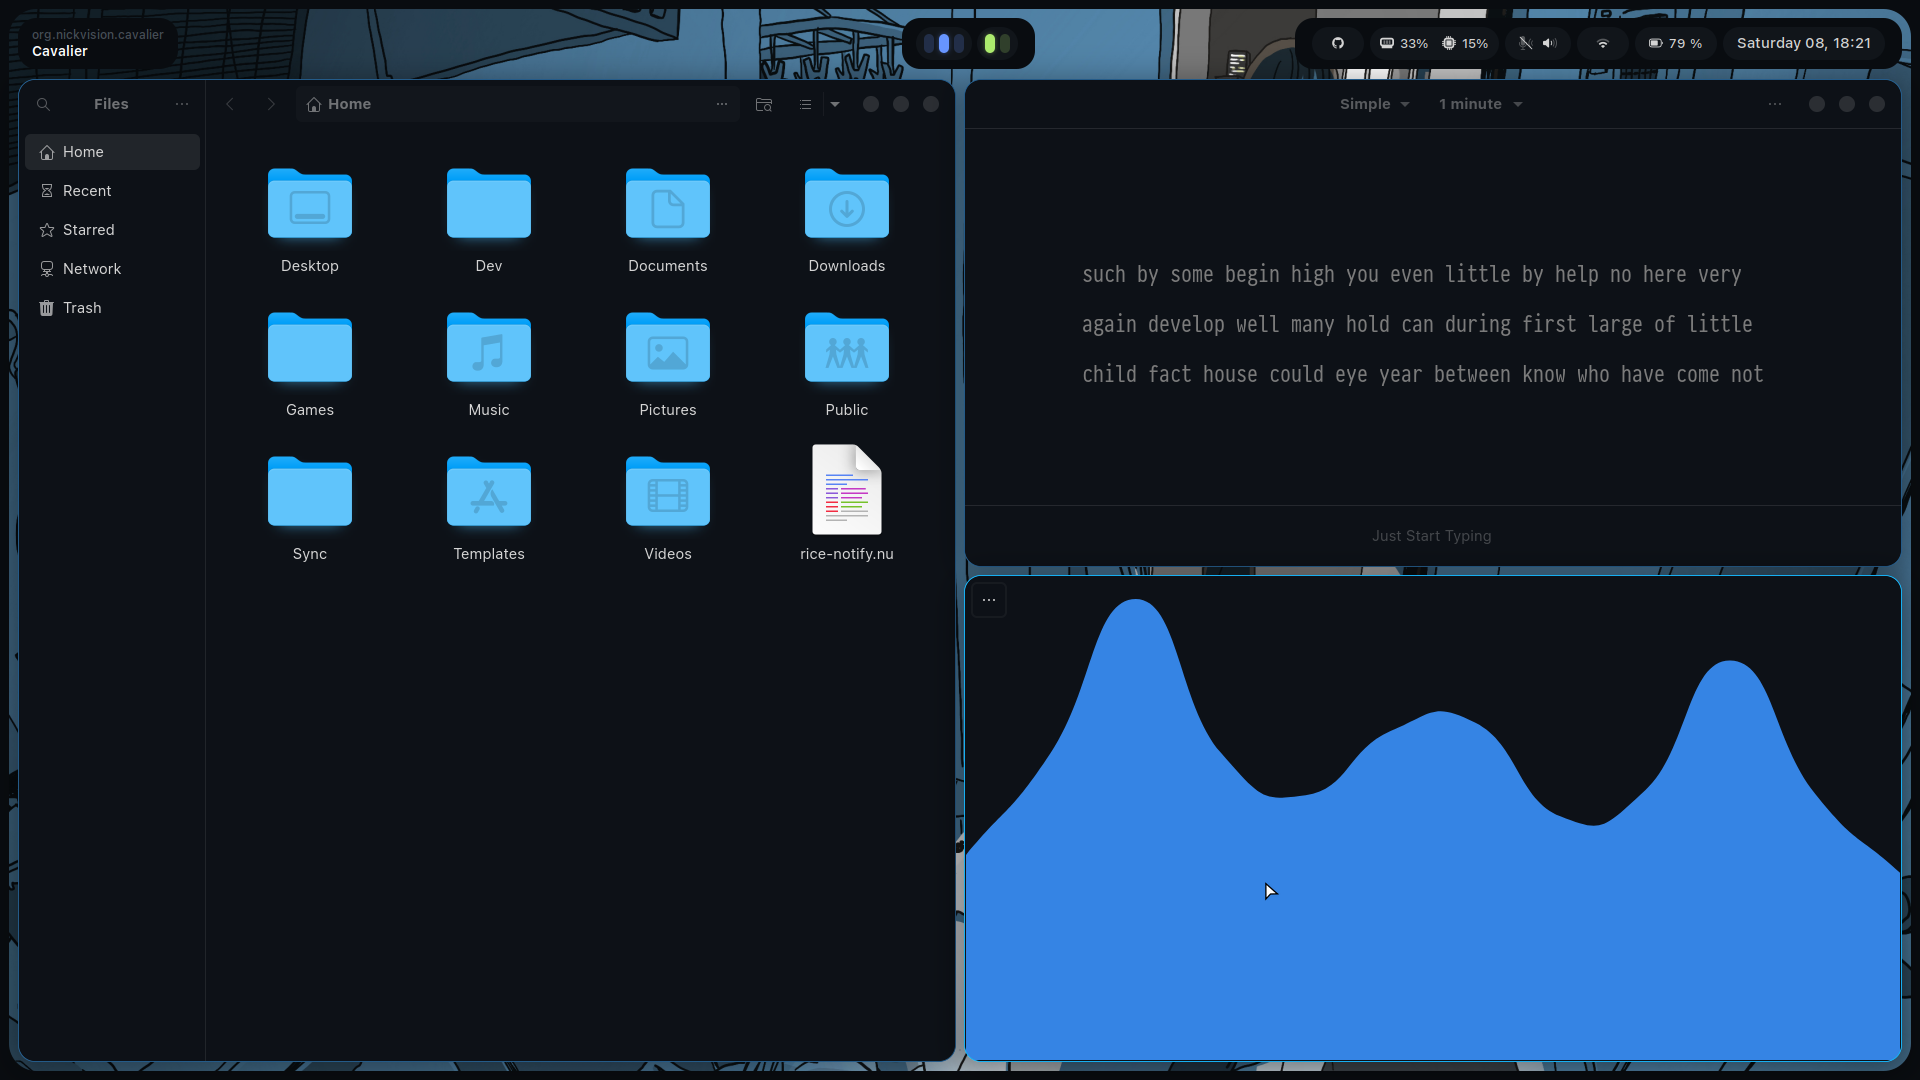 org.nickvision.cavalier
Cavalier
33%
15%
79 %
Saturday 08, 18:21
Files
Home
Recent
Starred
Network
Trash
Home
Desktop
Dev
Documents
Downloads
Games
Music
Pictures
Public
Sync
Templates
Videos
rice-notify.nu
Simple
1 minute
such by some begin high you even little by help no here very
again develop well many hold can during first large of little
child fact house could eye year between know who have come not
Just Start Typing